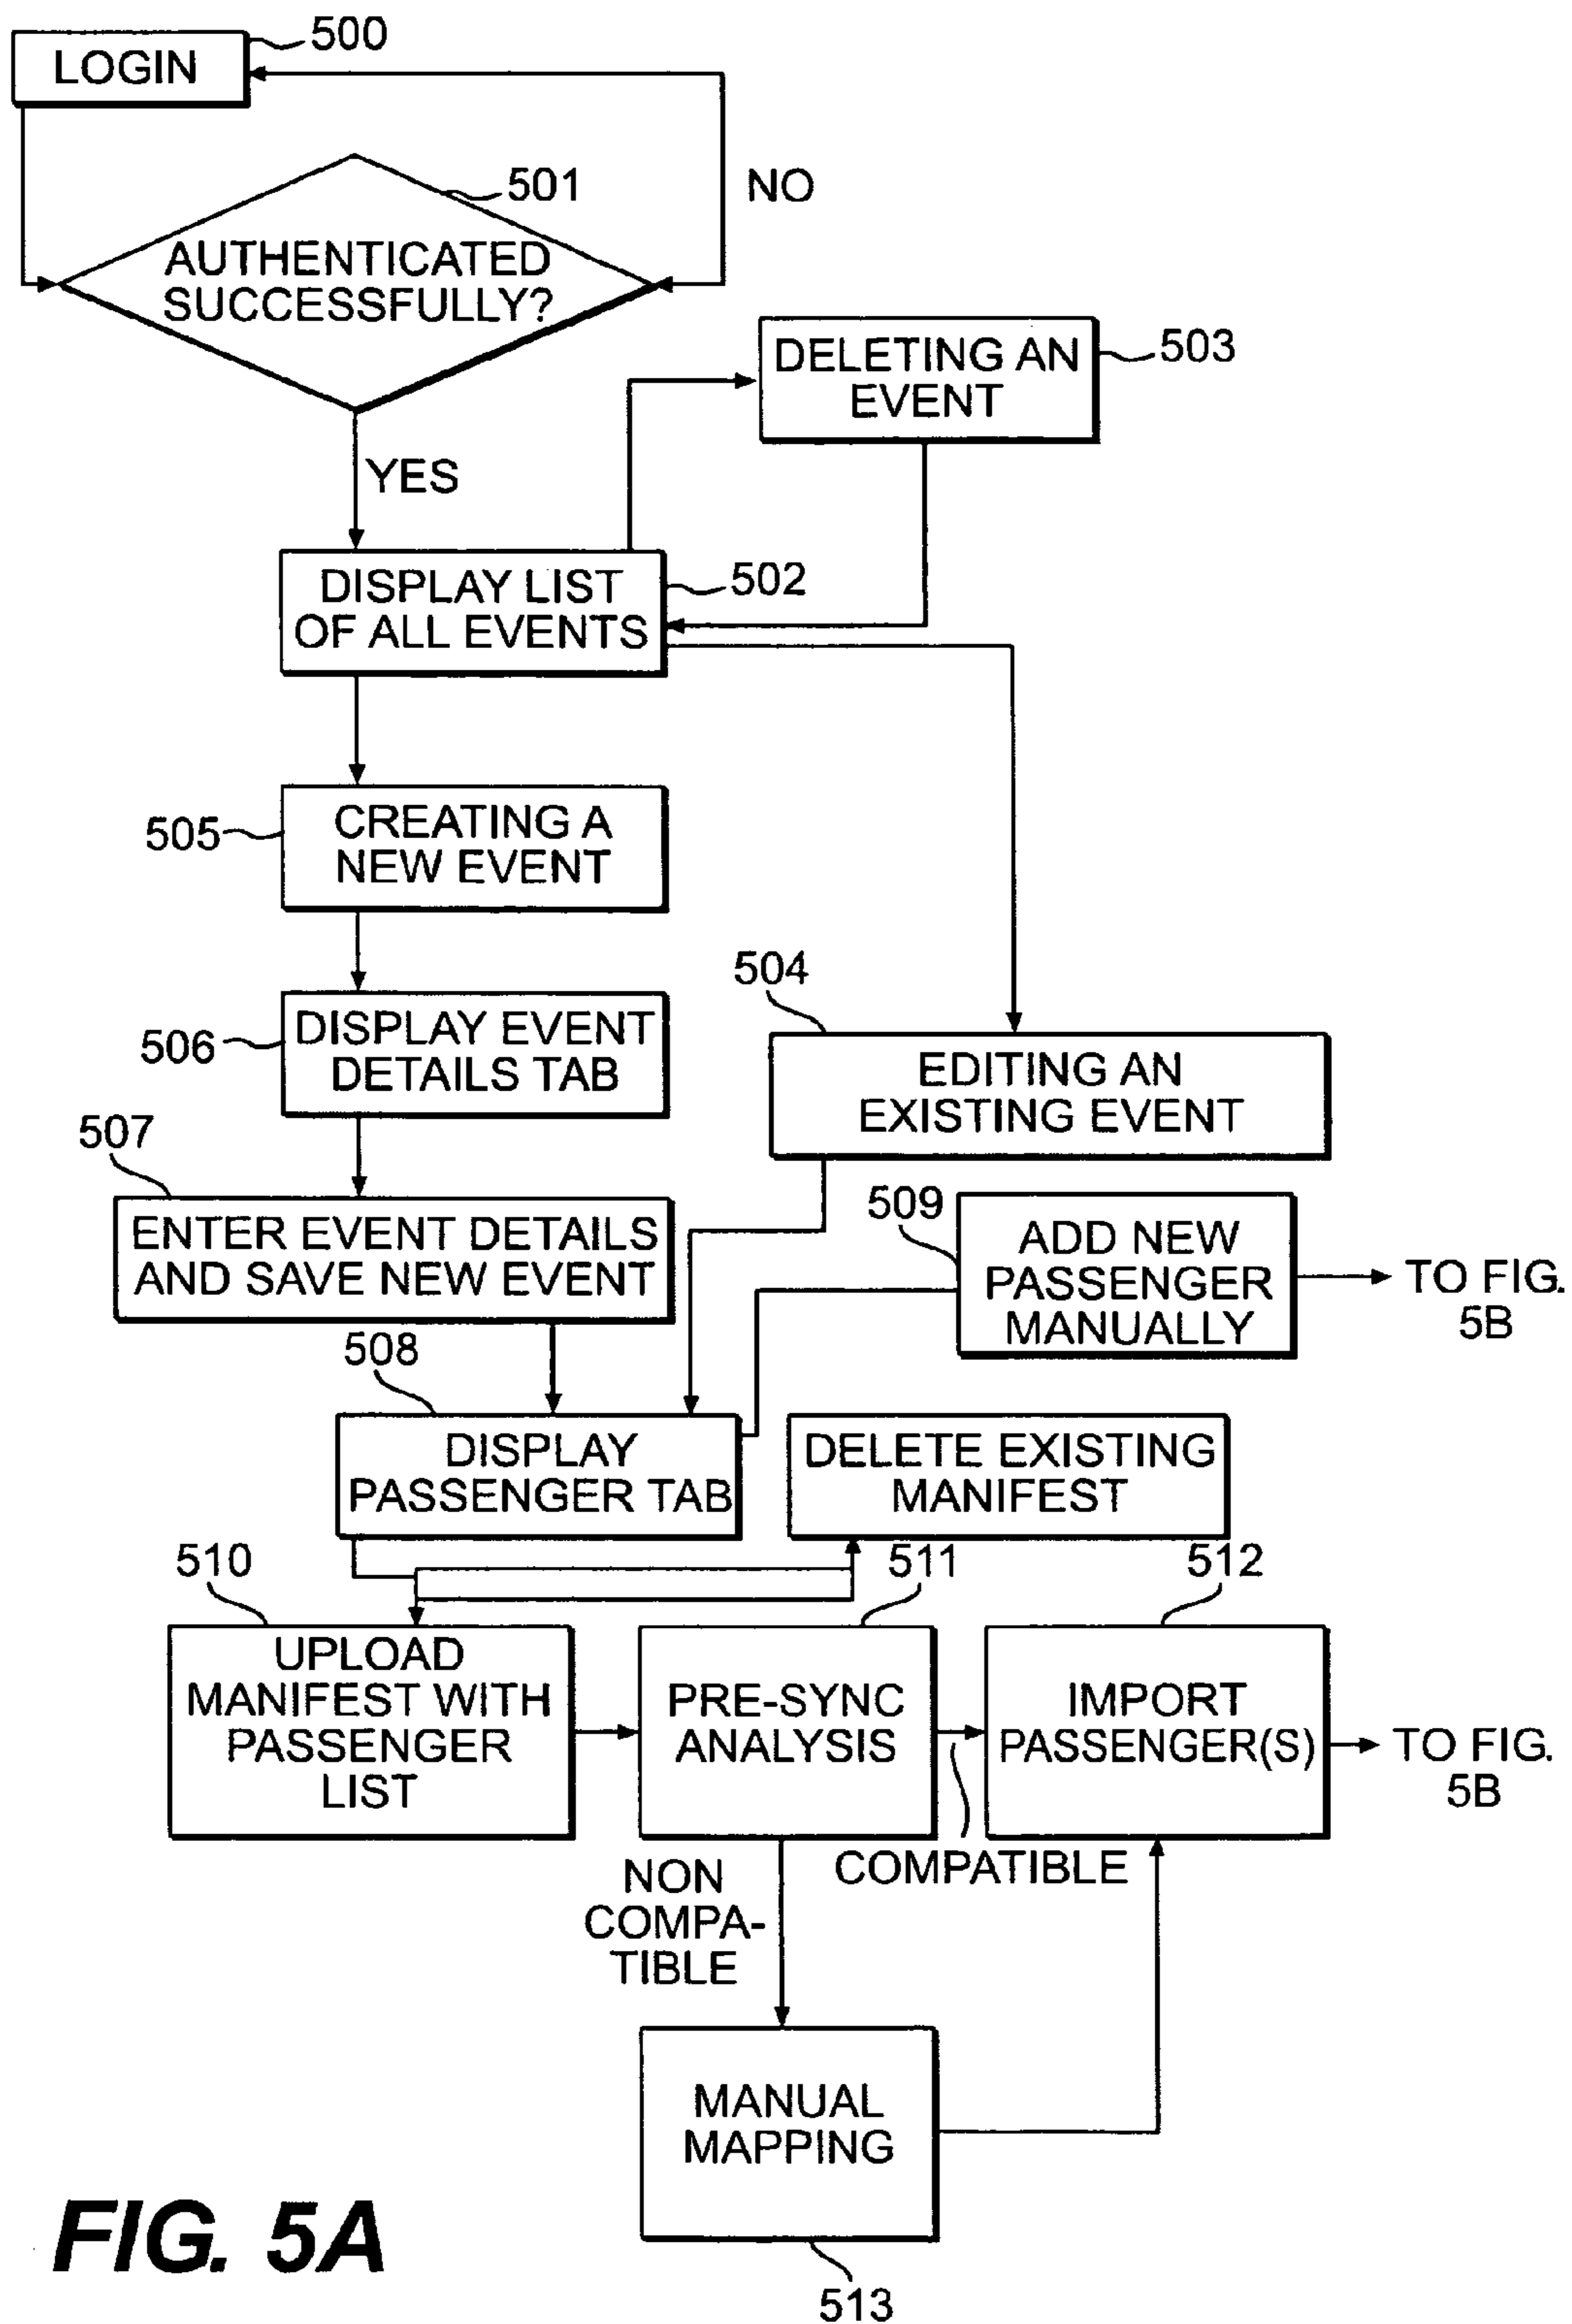 500
LOGIN
501
NO
AUTHENTICATED
SUCCESSFULLY?
503
DELETING AN
EVENT
YES
502
DISPLAY LIST
OF ALL EVENTS
505
CREATING A
NEW EVENT
504
506
DISPLAY EVENT
DETAILS TAB
EDITING AN
EXISTING EVENT
507
509
ENTER EVENT DETAILS
AND SAVE NEW EVENT
ADD NEW
PASSENGER
MANUALLY
TO FIG.
5B
508
DISPLAY
PASSENGER TAB
DELETE EXISTING
MANIFEST
510
511
512
UPLOAD
MANIFEST WITH
PASSENGER
LIST
PRE-SYNC
ANALYSIS
IMPORT
PASSENGER(S)
TO FIG.
5B
COMPATIBLE
NON
COMPA-
TIBLE
MANUAL
MAPPING
513
FIG. 5A